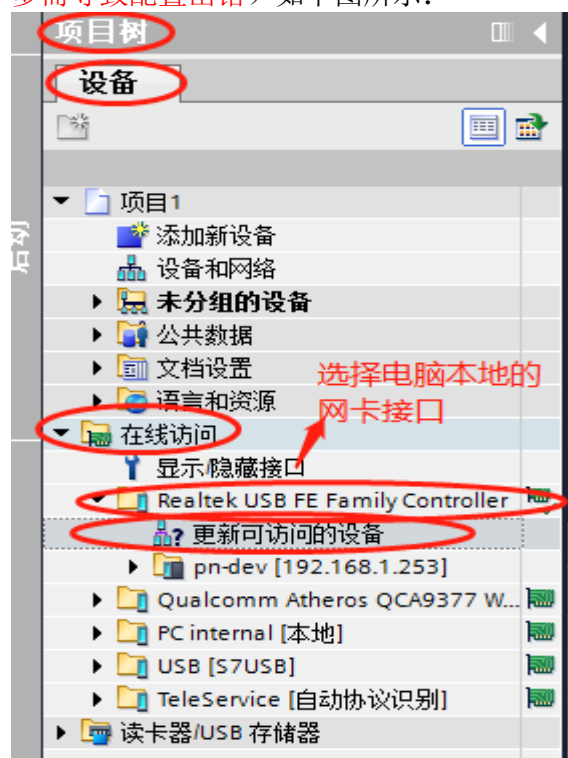 项目树
设备
项目1
添加新设备
设备和网络
未分组的设备
公共数据
文档设置
选择电脑本地的
语言和资源
网卡接口
启动
在线访问
显示/隐藏接口
Realtek USB FE Family Controller
更新可访问的设备
pn-dev [192.168.1.253]
Qualcomm Atheros QCA9377 W...
PC internal [本地]
USB [S7USB]
TeleService [自动协议识别]
读卡器/USB 存储器